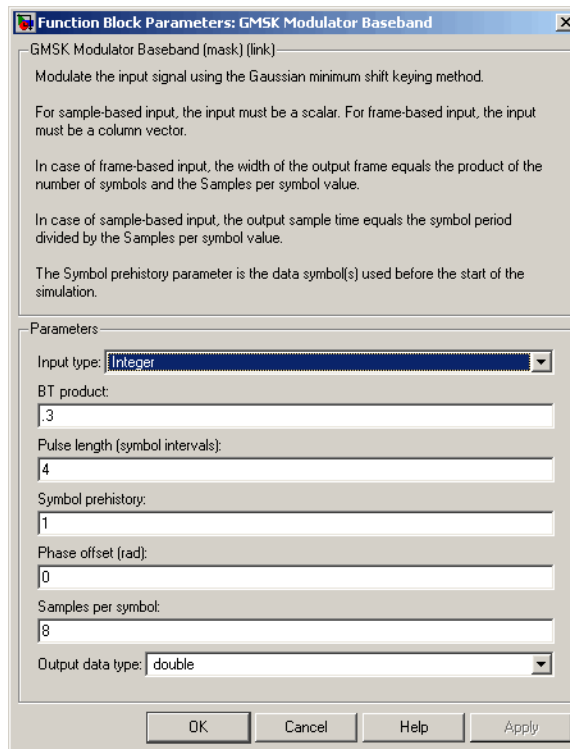 Function Block Parameters: GMSK Modulator Baseband
GMSK Modulator Baseband (mask) (link)
Modulate the input signal using the Gaussian minimum shift keying method.
For sample-based input, the input must be a scalar. For frame-based input, the input
must be a column vector.
In case of frame-based input, the width of the output frame equals the product of the
number of symbols and the Samples per symbol value.
In case of sample-based input, the output sample time equals the symbol period
divided by the Samples per symbol value.
The Symbol prehistory parameter is the data symbol(s) used before the start of the
simulation.
Parameters
Input type: Integer
BT product:
.3
Pulse length (symbol intervals):
4
Symbol prehistory:
1
Phase offset (rad):
0
Samples per symbol:
8
Output data type: double
OK Cancel Help Apply